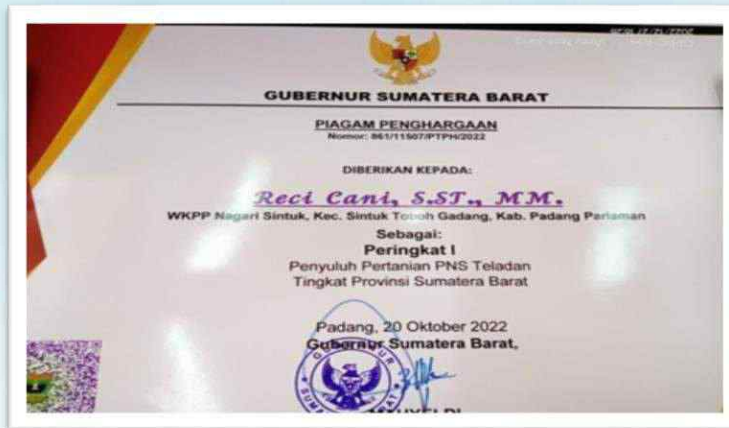 GUBERNUR SUMATERA BARAT
PIAGAM PENGHARGAAN
Nomor: 861/11507/PTPH/2022
DIBERIKAN KEPADA:
Reci Cani, S.ST., MM.
WKPP Nagari Sintuk, Kec. Sintuk Toboh Gadang, Kab. Padang Pariaman
Sebagai:
Peringkat I
Penyuluh Pertanian PNS Teladan
Tingkat Provinsi Sumatera Barat
Padang, 20 Oktober 2022
Gubernur Sumatera Barat,
GUBERNUR